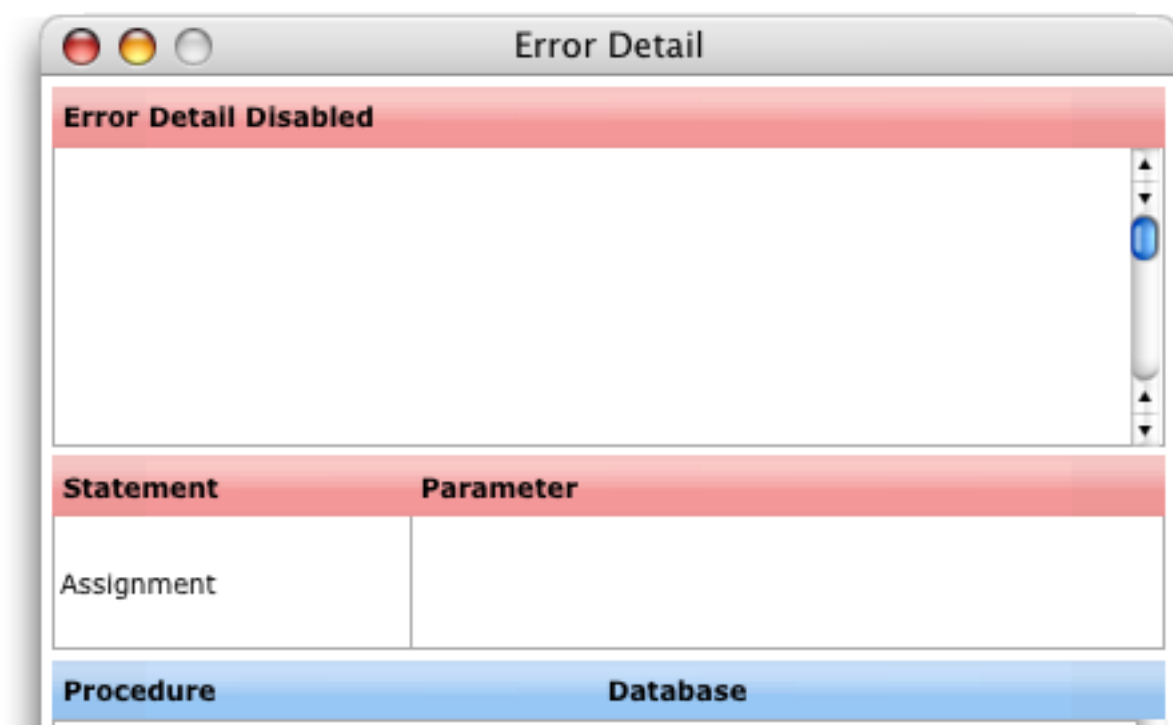 Error Detail
Error Detail Disabled
Statement Parameter
Assignment
Procedure Database